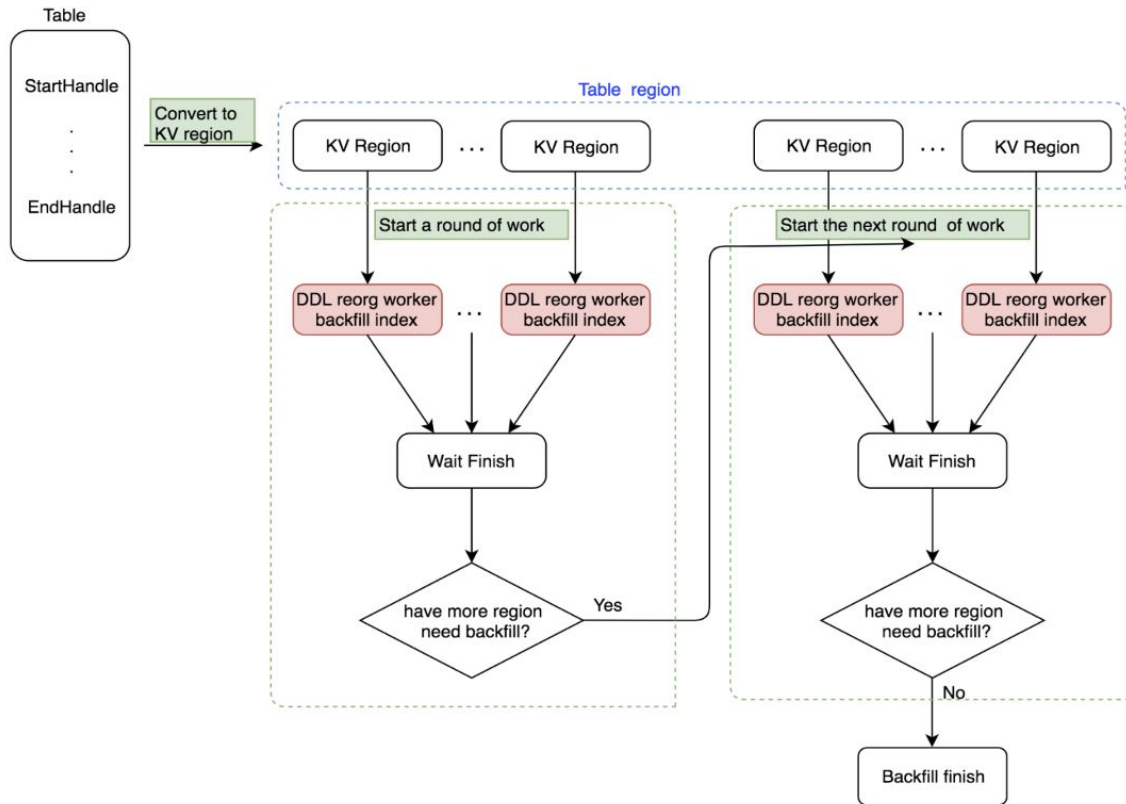 Table
StartHandle
.
.
.
EndHandle
Convert to
KV region
Table region
KV Region
...
KV Region
KV Region
...
KV Region
Start a round of work
Start the next round of work
DDL reorg worker
backfill index
...
DDL reorg worker
backfill index
DDL reorg worker
backfill index
...
DDL reorg worker
backfill index
Wait Finish
Wait Finish
have more region
need backfill?
Yes
have more region
need backfill?
No
Backfill finish